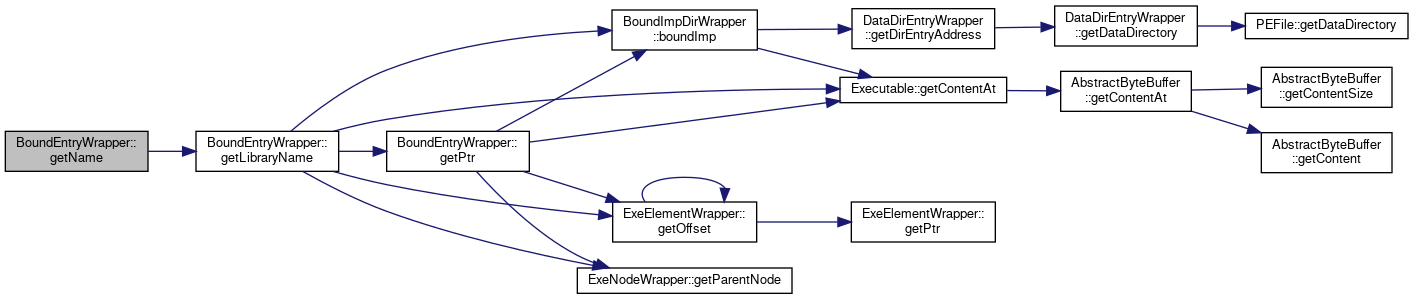 BoundEntryWrapper::
getName
BoundEntryWrapper::
getLibraryName
BoundImpDirWrapper
::boundImp
BoundEntryWrapper::
getPtr
ExeElementWrapper::
getOffset
ExeNodeWrapper::getParentNode
DataDirEntryWrapper
::getDirEntryAddress
Executable::getContentAt
ExeElementWrapper::
getPtr
DataDirEntryWrapper
::getDataDirectory
AbstractByteBuffer
::getContentAt
PEFile::getDataDirectory
AbstractByteBuffer
::getContentSize
AbstractByteBuffer
::getContent